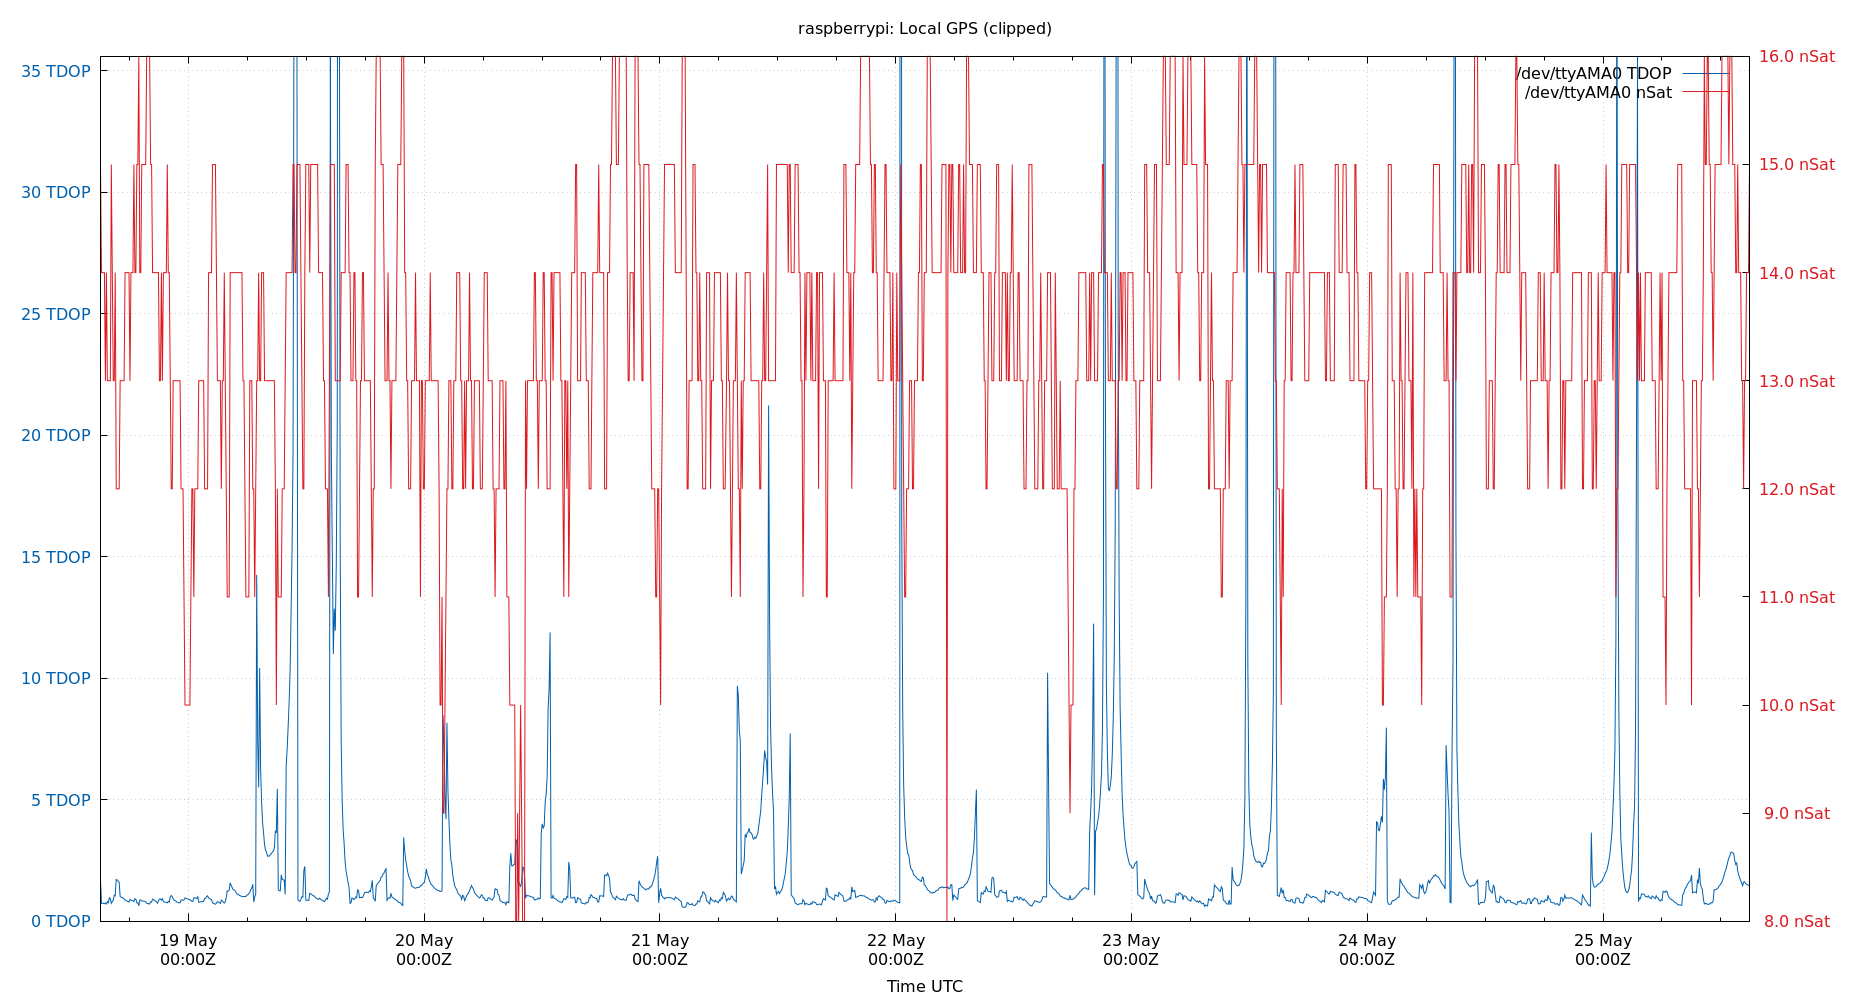 raspberrypi: Local GPS (clipped)
35 TDOP
30 TDOP
25 TDOP
20 TDOP
15 TDOP
10 TDOP
5 TDOP
0 TDOP
/dev/ttyAMA0 TDOP
/dev/ttyAMA0 nSat
16.0 nSat
15.0 nSat
14.0 nSat
13.0 nSat
12.0 nSat
11.0 nSat
10.0 nSat
9.0 nSat
8.0 nSat
19 May
00:00Z
20 May
00:00Z
21 May
00:00Z
22 May
00:00Z
23 May
00:00Z
24 May
00:00Z
25 May
00:00Z
Time UTC